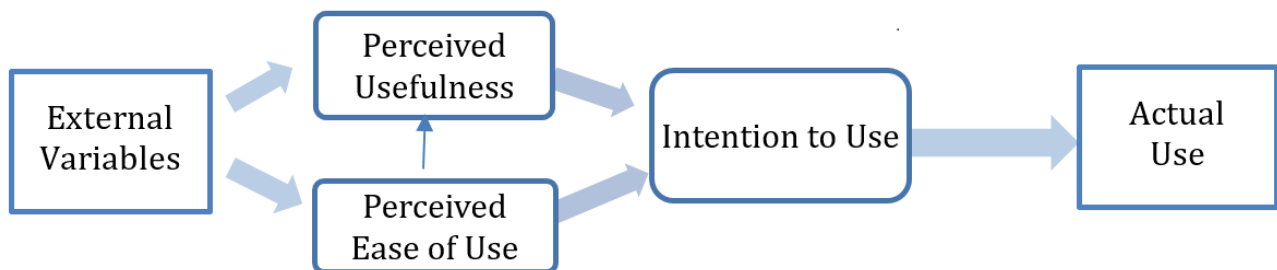 External
Variables
Perceived
Usefulness
Perceived
Ease of Use
Intention to Use
Actual
Use